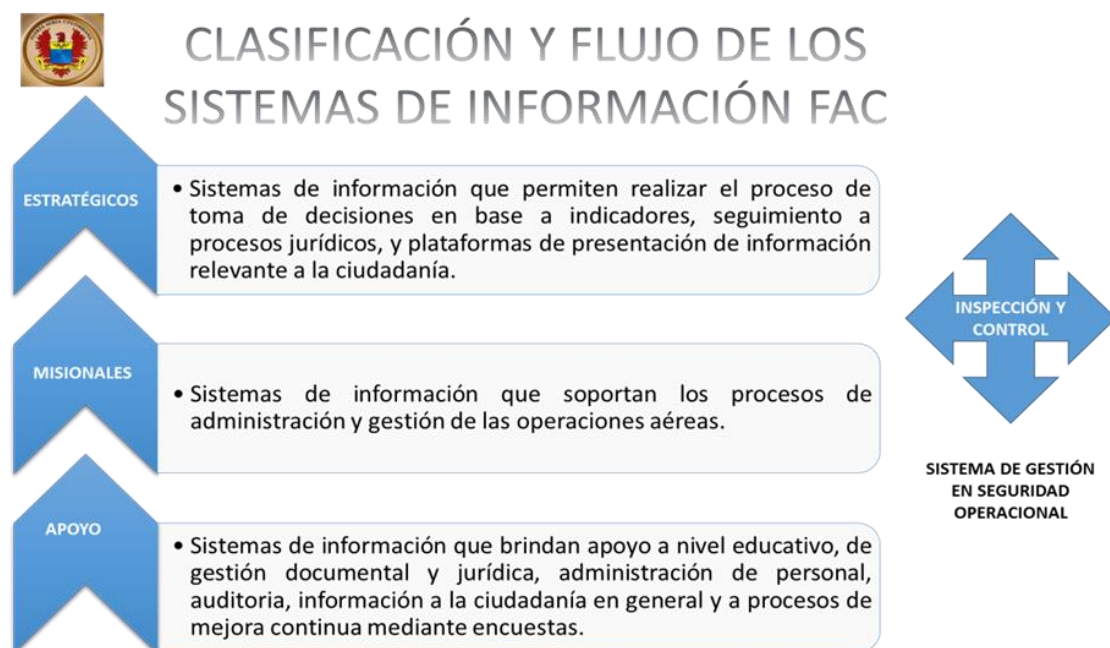 CLASIFICACIÓN Y FLUJO DE LOS
SISTEMAS DE INFORMACIÓN FAC
ESTRATÉGICOS
• Sistemas de información que permiten realizar el proceso de
toma de decisiones en base a indicadores, seguimiento a
procesos jurídicos, y plataformas de presentación de información
relevante a la ciudadanía.
MISIONALES
• Sistemas de información que soportan los procesos de
administración y gestión de las operaciones aéreas.
APOYO
• Sistemas de información que brindan apoyo a nivel educativo, de
gestión documental y jurídica, administración de personal,
auditoria, información a la ciudadanía en general y a procesos de
mejora continua mediante encuestas.
INSPECCIÓN Y
CONTROL
SISTEMA DE GESTIÓN
EN SEGURIDAD
OPERACIONAL